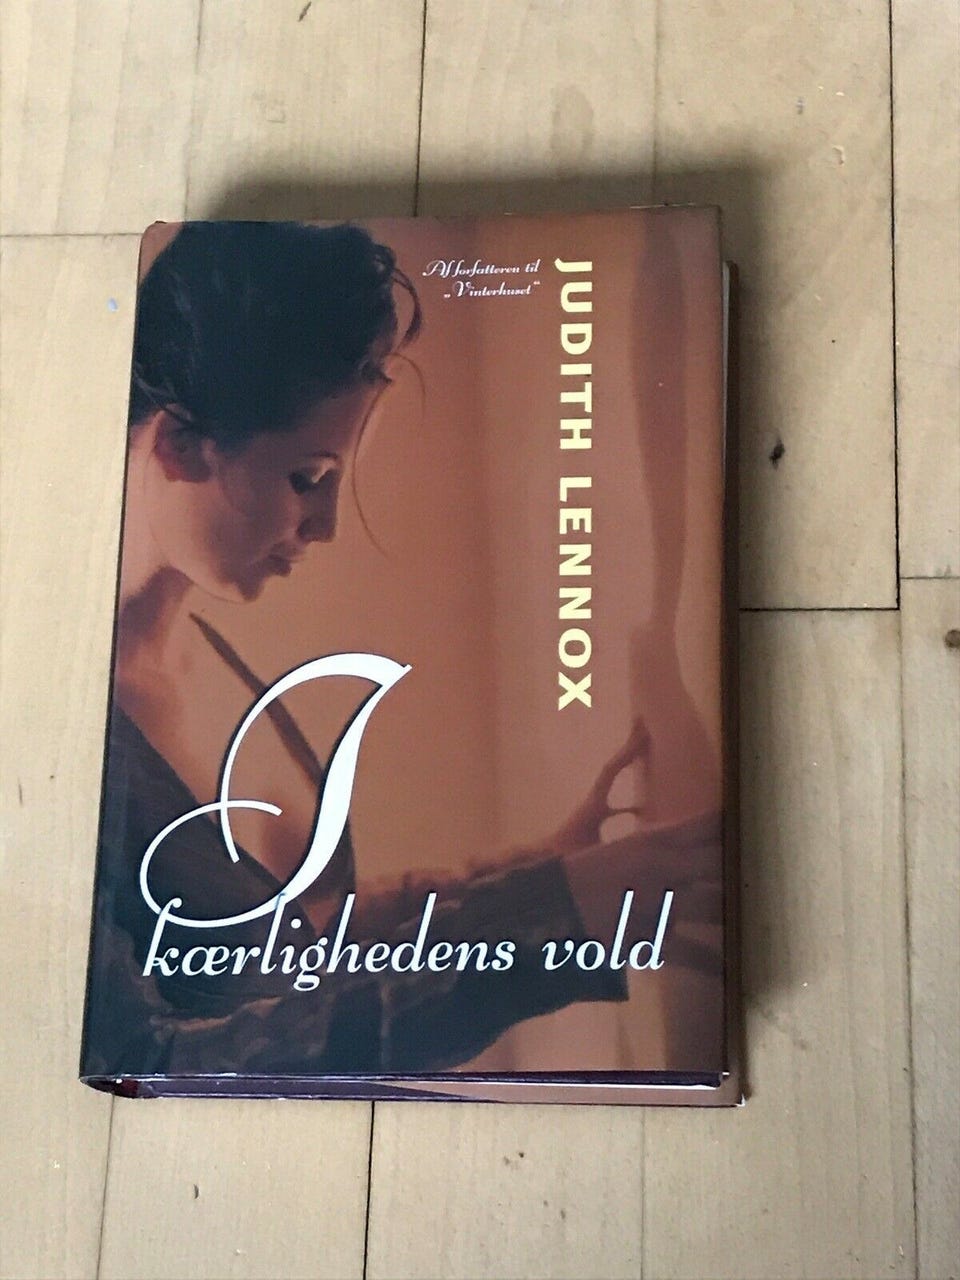 Af forfatteren til
„Vinterhuset“
JUDITH LENNOX
I
kærlighedens vold